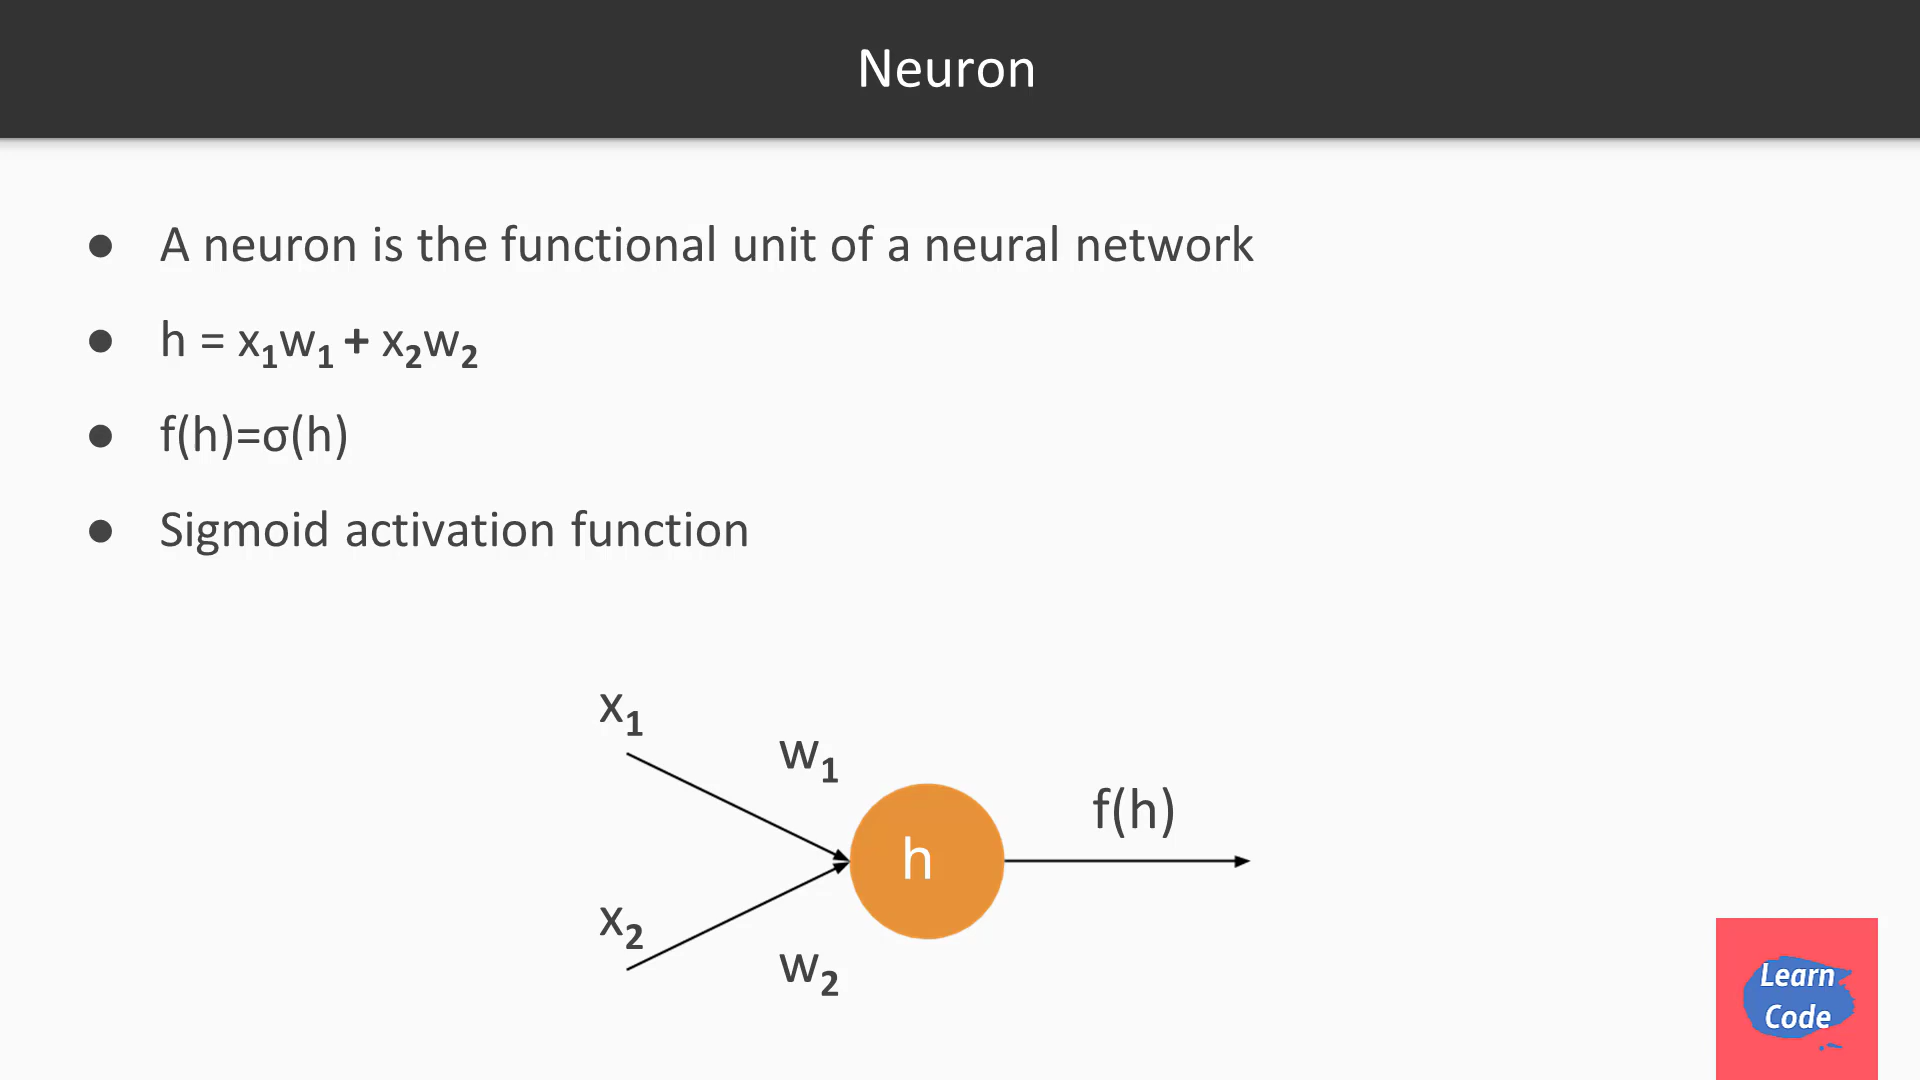 Neuron
● A neuron is the functional unit of a neural network
● h = x₁w₁ + x₂w₂
● f(h)=σ(h)
● Sigmoid activation function
x₁
w₁
f(h)
h
x₂
w₂
Learn
Code